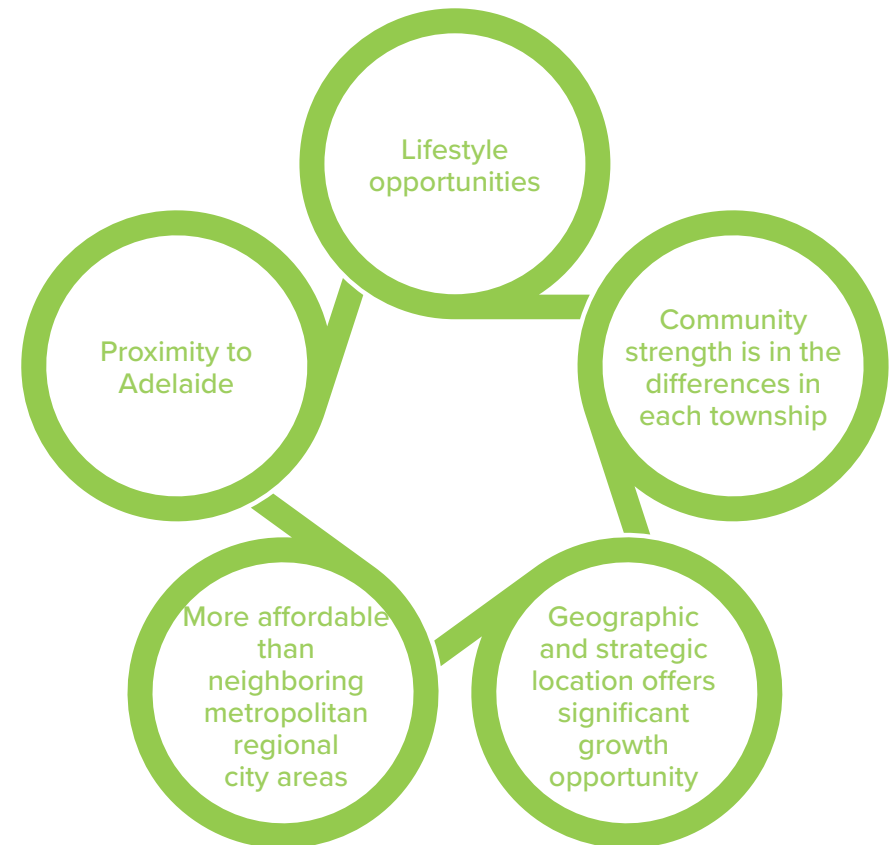 Lifestyle
opportunities
Community
strength is in the
differences in
each township
Geographic
and strategic
location offers
significant
growth
opportunity
More affordable
than
neighboring
metropolitan
regional
city areas
Proximity to
Adelaide